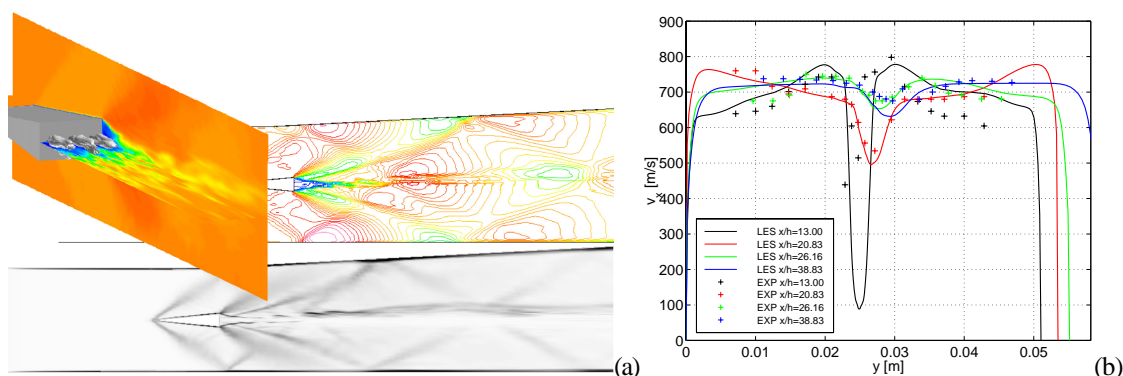 (a)
900
800
700
600
500
400
300
200
100
0
v_x [m/s]
LES x/h=13.00
LES x/h=20.83
LES x/h=26.16
LES x/h=38.83
EXP x/h=13.00
EXP x/h=20.83
EXP x/h=26.16
EXP x/h=38.83
0 0.01 0.02 0.03 0.04 0.05
y [m]
(b)